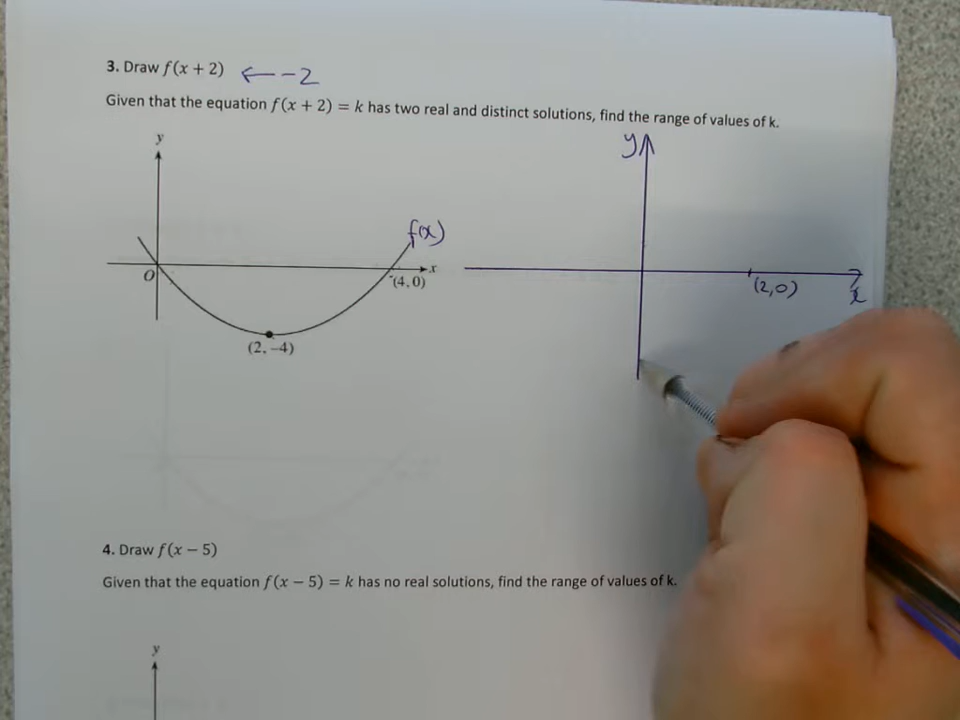 3. Draw f(x + 2) ← -2
Given that the equation f(x + 2) = k has two real and distinct solutions, find the range of values of k.
y
y
f(x)
O
x
(4, 0)
(2,0)
x
(2, -4)
4. Draw f(x − 5)
Given that the equation f(x − 5) = k has no real solutions, find the range of values of k.
y